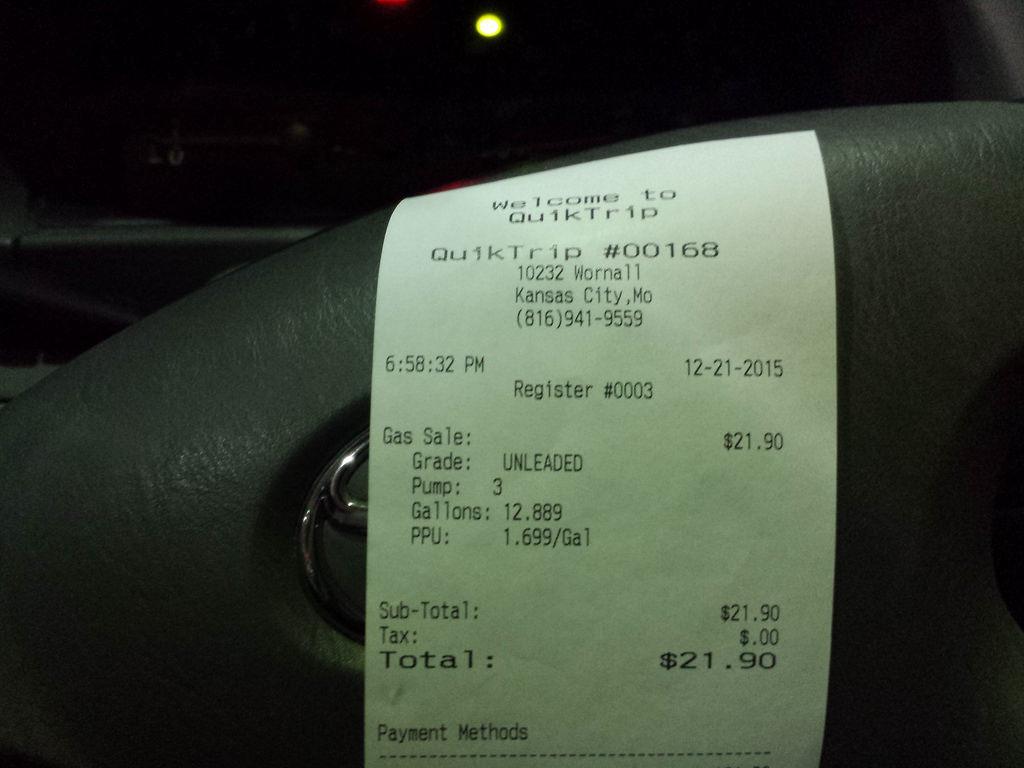 Welcome to
QuikTrip
QuikTrip #00168
10232 Wornall
Kansas City,Mo
(816)941-9559
6:58:32 PM 12-21-2015
Register #0003
Gas Sale: $21.90
Grade: UNLEADED
Pump: 3
Gallons: 12.889
PPU: 1.699/Gal
Sub-Total: $21.90
Tax: $.00
Total: $21.90
Payment Methods